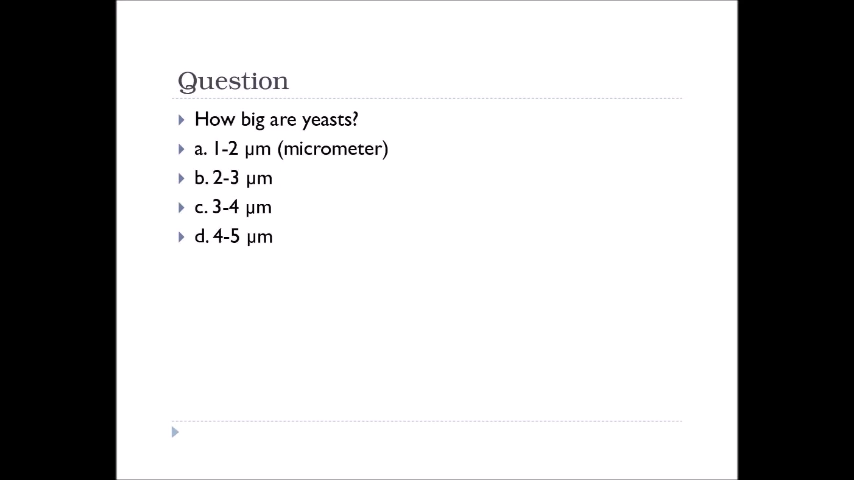 Question
How big are yeasts?
a. 1-2 µm (micrometer)
b. 2-3 µm
c. 3-4 µm
d. 4-5 µm